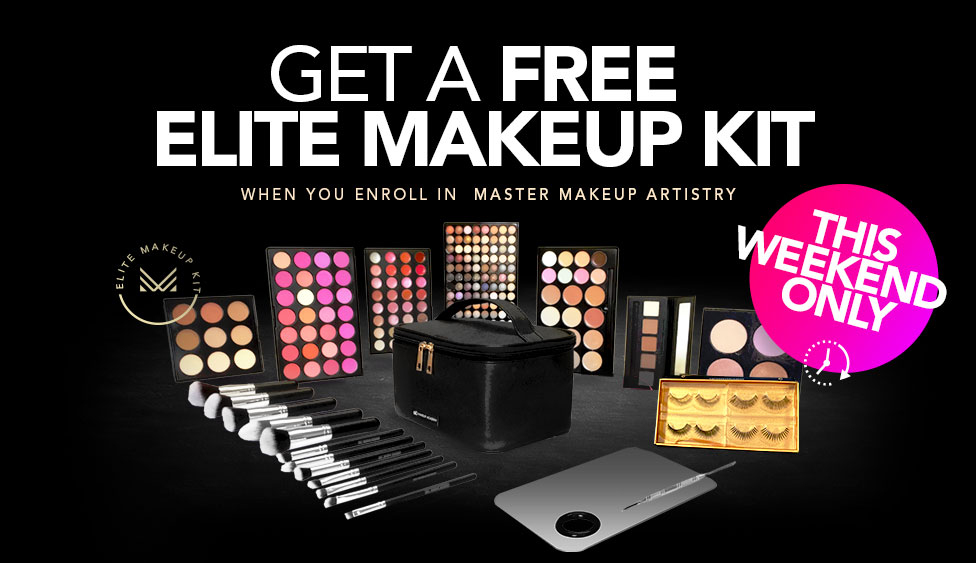 GET A FREE
ELITE MAKEUP KIT
WHEN YOU ENROLL IN MASTER MAKEUP ARTISTRY
ELITE MAKEUP KIT
THIS
WEEKEND
ONLY